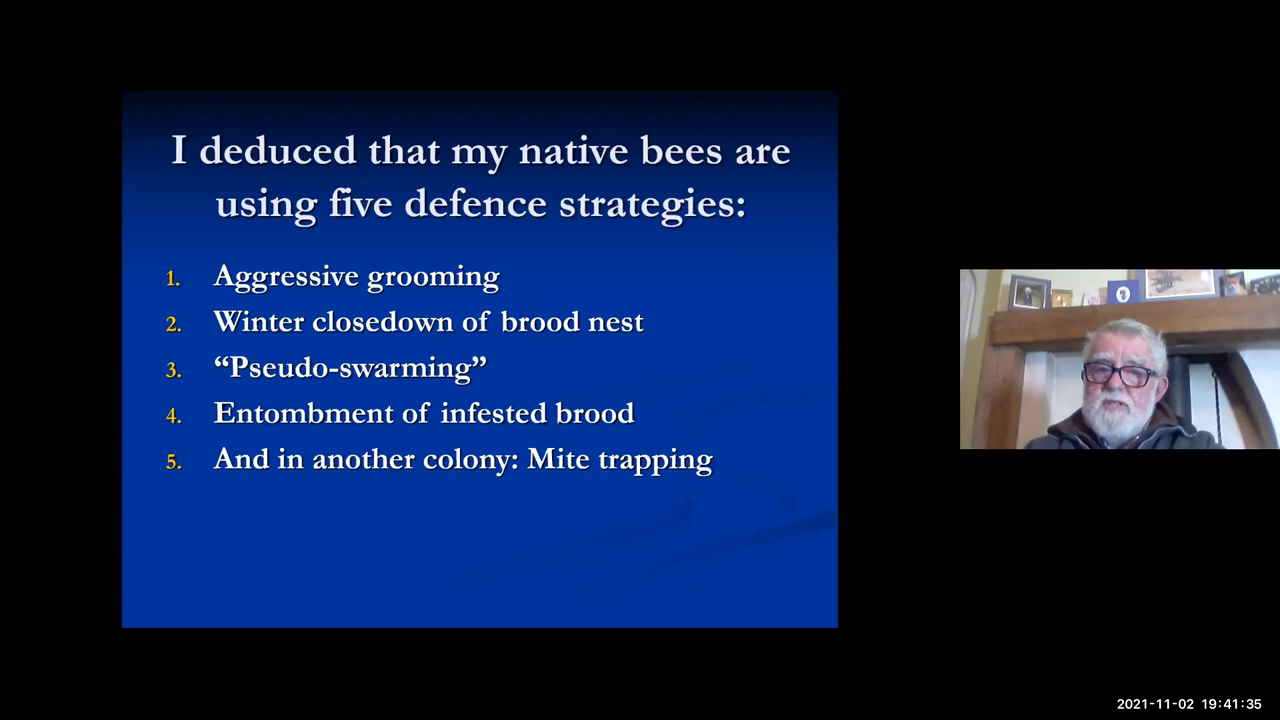 I deduced that my native bees are
using five defence strategies:
1. Aggressive grooming
2. Winter closedown of brood nest
3. “Pseudo-swarming”
4. Entombment of infested brood
5. And in another colony: Mite trapping
2021-11-02 19:41:35